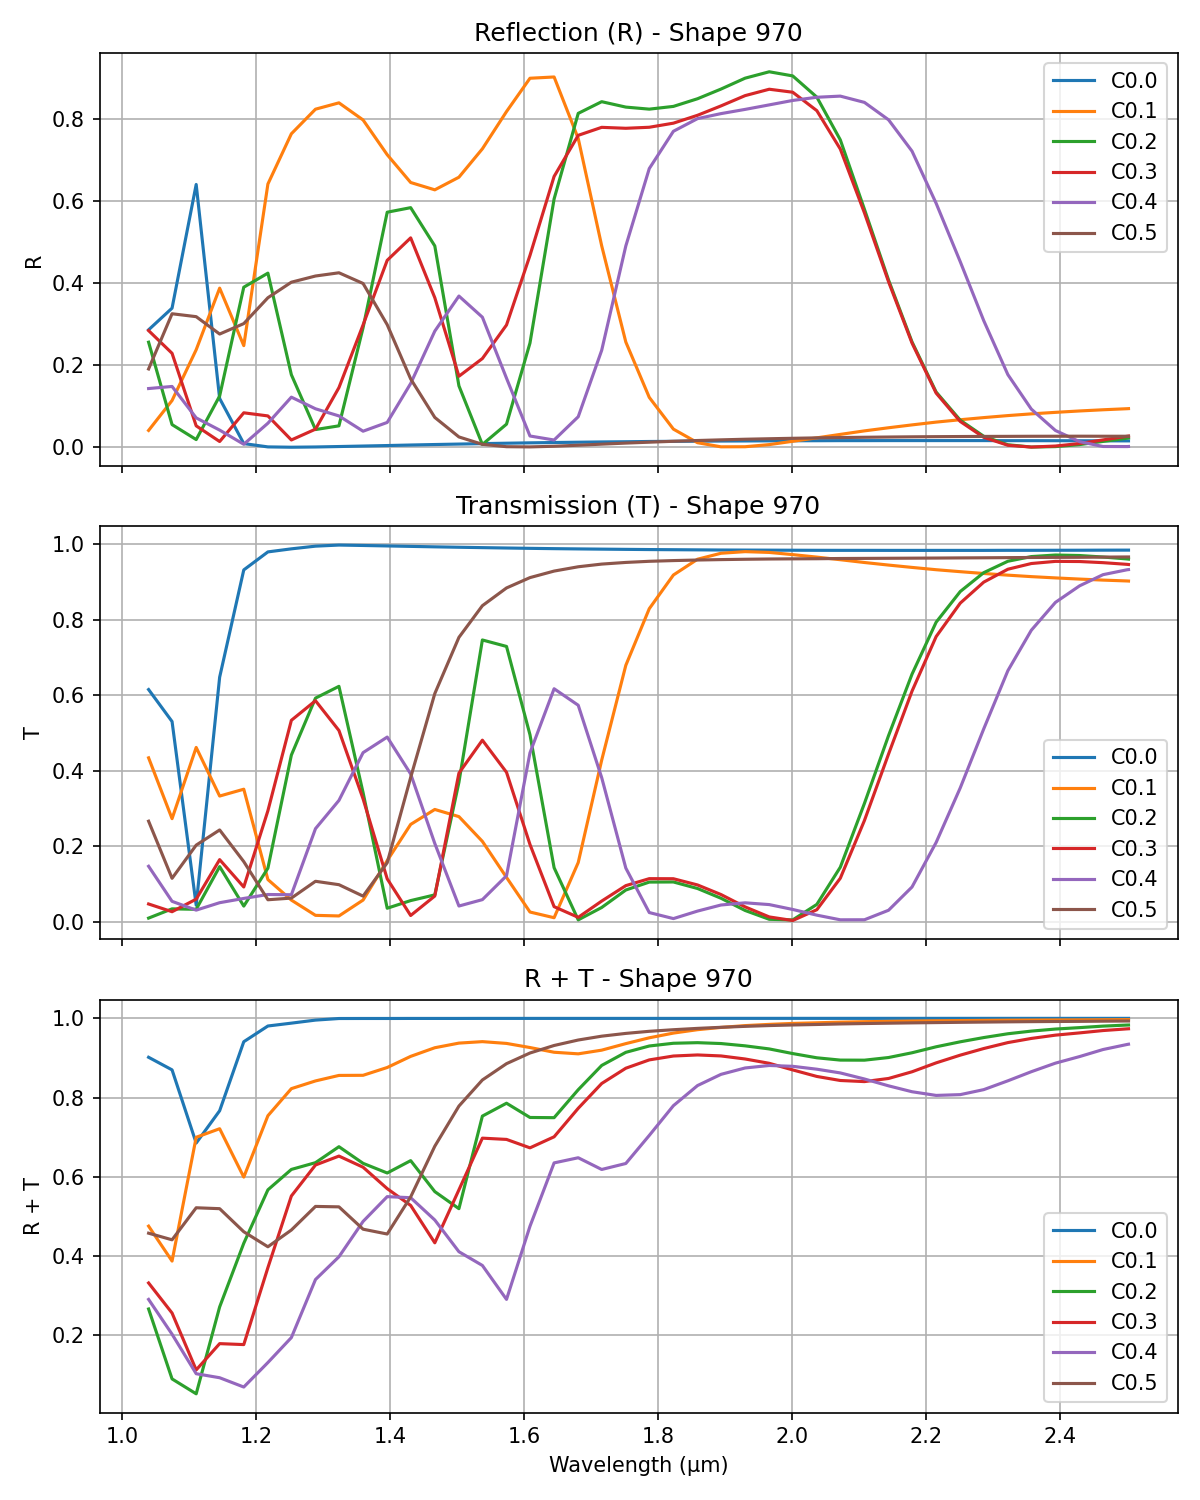 Reflection (R) - Shape 970
R
0.8
0.6
0.4
0.2
0.0
C0.0
C0.1
C0.2
C0.3
C0.4
C0.5
Transmission (T) - Shape 970
T
1.0
0.8
0.6
0.4
0.2
0.0
C0.0
C0.1
C0.2
C0.3
C0.4
C0.5
R + T - Shape 970
R + T
1.0
0.8
0.6
0.4
0.2
C0.0
C0.1
C0.2
C0.3
C0.4
C0.5
1.0 1.2 1.4 1.6 1.8 2.0 2.2 2.4
Wavelength (μm)